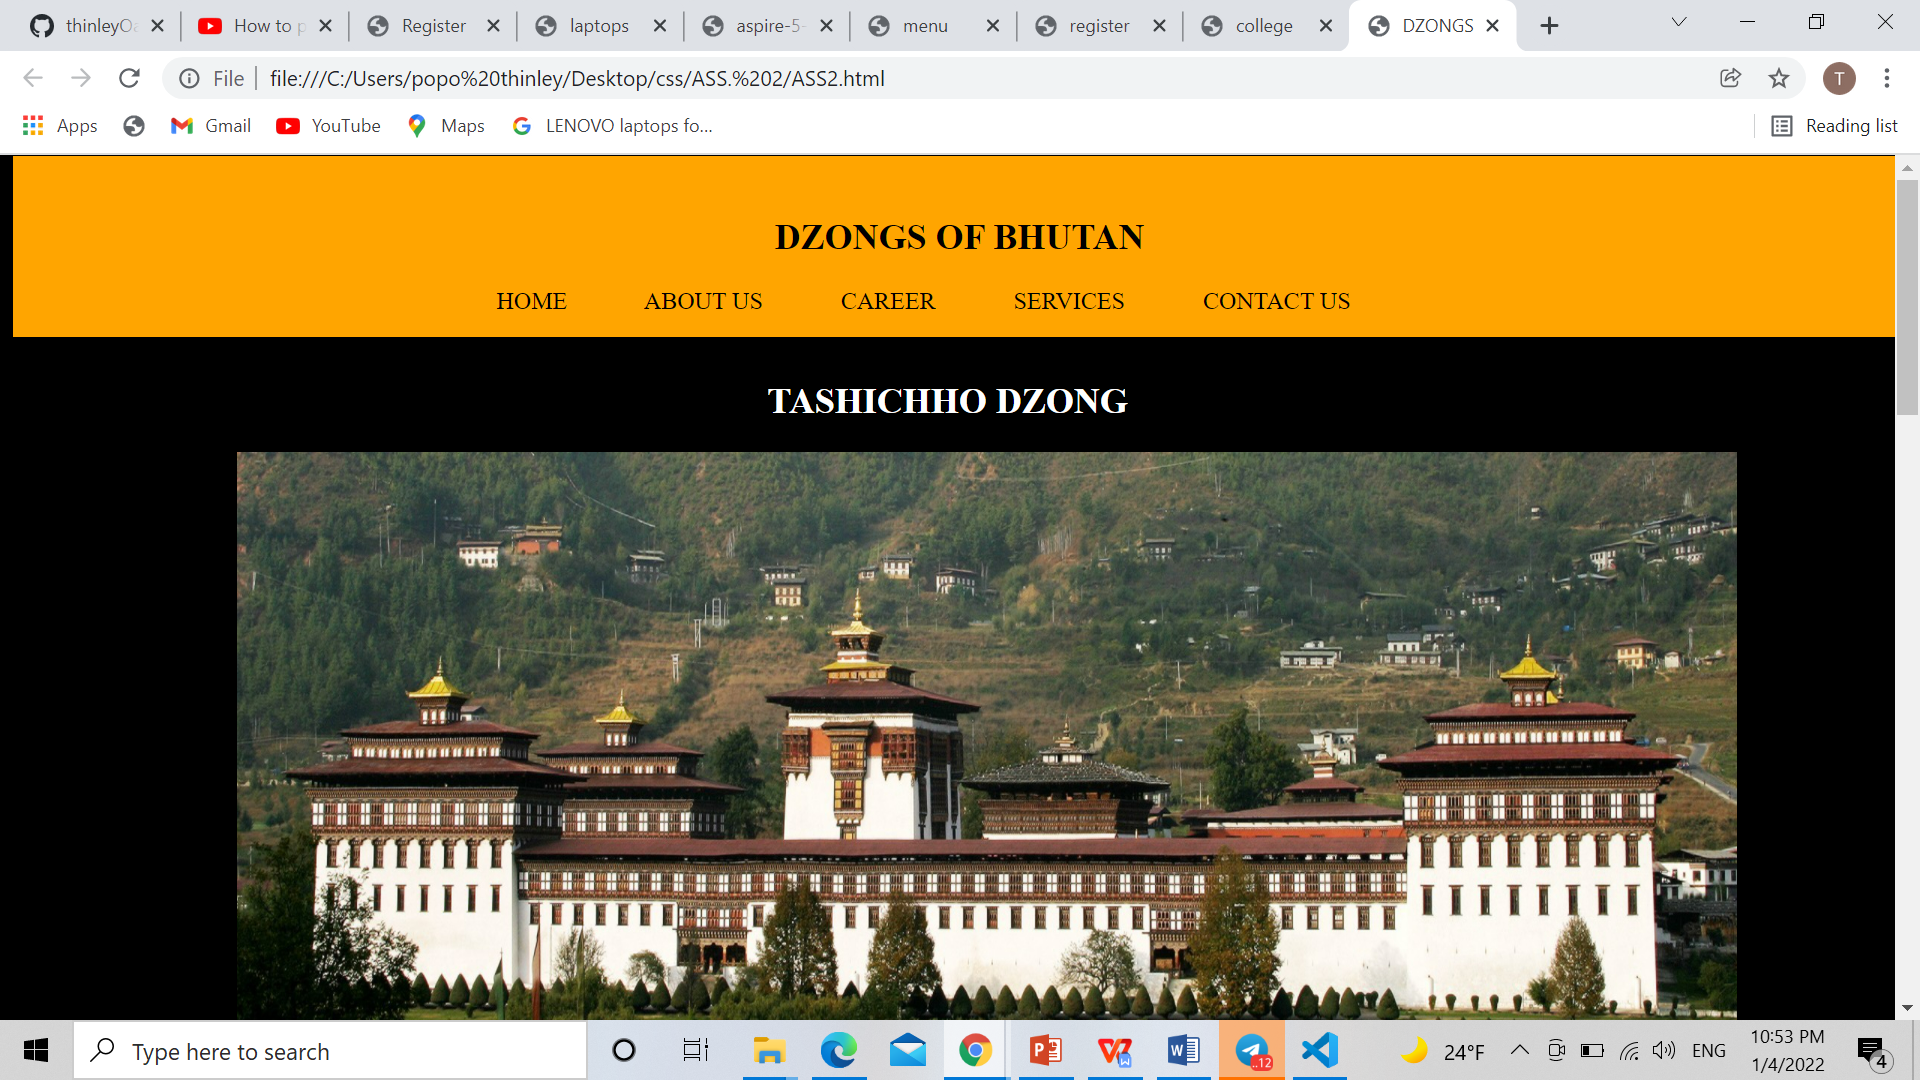 thinleyO
How to p
Register
laptops
aspire-5-
menu
register
college
DZONGS
File
file:///C:/Users/popo%20thinley/Desktop/css/ASS.%202/ASS2.html
T
Apps
Gmail
YouTube
Maps
LENOVO laptops fo...
Reading list
DZONGS OF BHUTAN
HOME ABOUT US CAREER SERVICES CONTACT US
TASHICHHO DZONG
Type here to search
..12
24°F
ENG
10:53 PM
1/4/2022
4